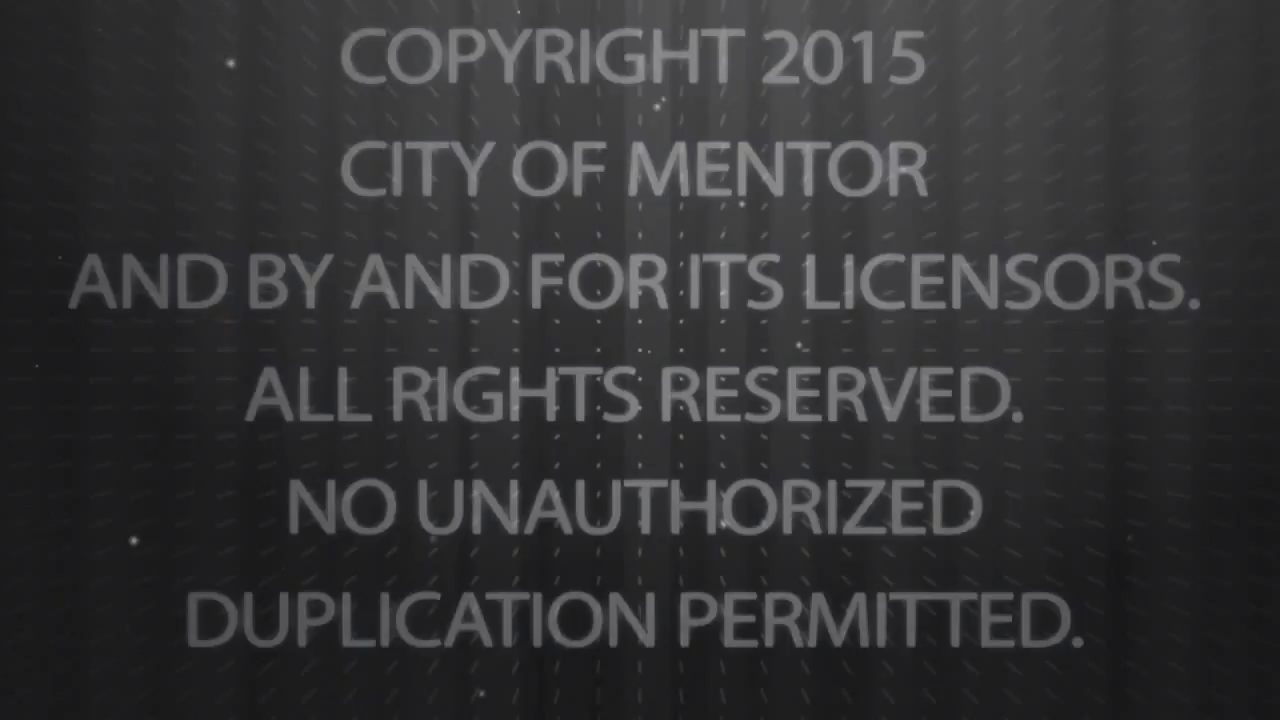 COPYRIGHT 2015
CITY OF MENTOR
AND BY AND FOR ITS LICENSORS.
ALL RIGHTS RESERVED.
NO UNAUTHORIZED
DUPLICATION PERMITTED.